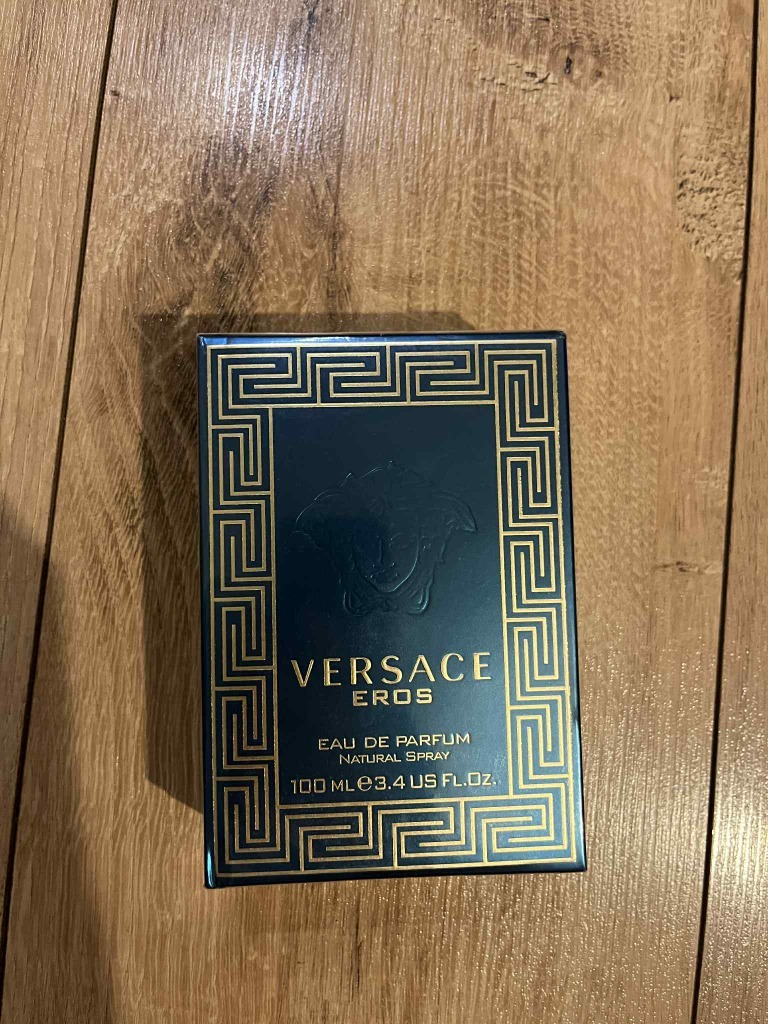 VERSACE
EROS
EAU DE PARFUM
NATURAL SPRAY
100 ML ℮ 3.4 US FL.OZ.